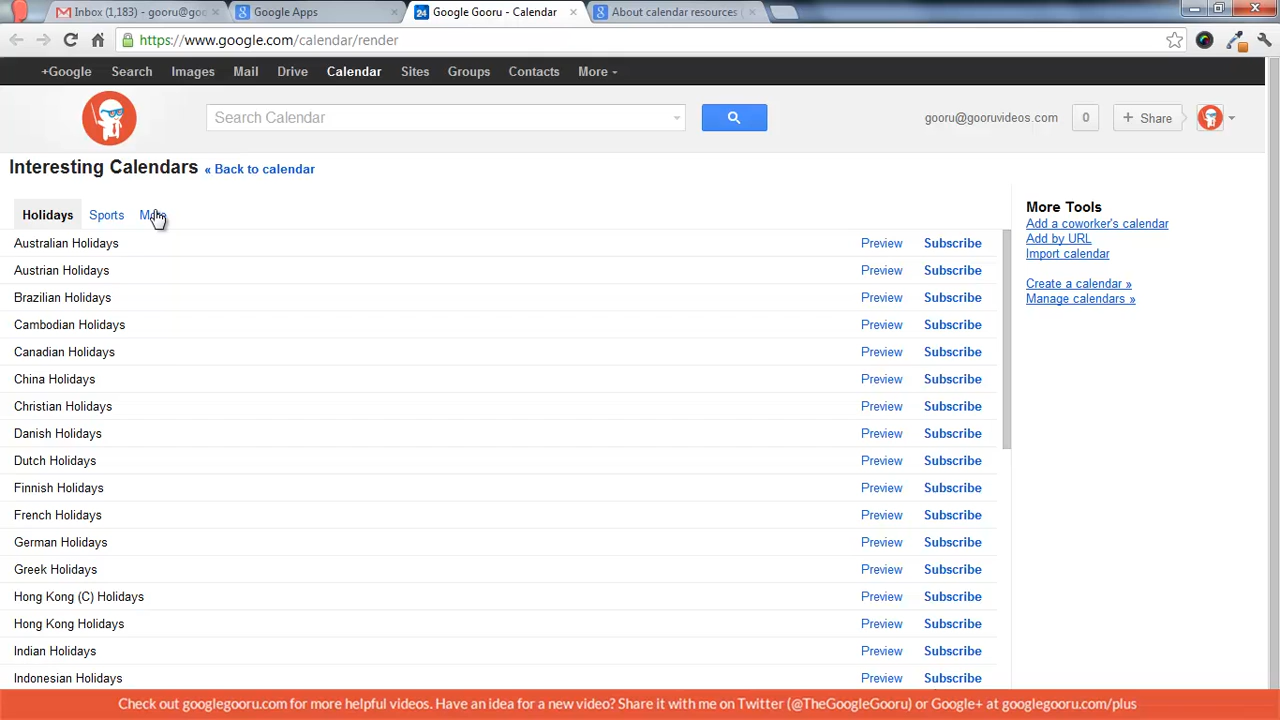 Inbox (1,183) - gooru@goo
Google Apps
Google Gooru - Calendar
About calendar resources
https://www.google.com/calendar/render
+Google Search Images Mail Drive Calendar Sites Groups Contacts More
Search Calendar
gooru@gooruvideos.com 0 + Share
Interesting Calendars « Back to calendar
Holidays Sports
More Tools
Add a coworker's calendar
Add by URL
Import calendar
Create a calendar »
Manage calendars »
Australian Holidays Preview Subscribe
Austrian Holidays Preview Subscribe
Brazilian Holidays Preview Subscribe
Cambodian Holidays Preview Subscribe
Canadian Holidays Preview Subscribe
China Holidays Preview Subscribe
Christian Holidays Preview Subscribe
Danish Holidays Preview Subscribe
Dutch Holidays Preview Subscribe
Finnish Holidays Preview Subscribe
French Holidays Preview Subscribe
German Holidays Preview Subscribe
Greek Holidays Preview Subscribe
Hong Kong (C) Holidays Preview Subscribe
Hong Kong Holidays Preview Subscribe
Indian Holidays Preview Subscribe
Indonesian Holidays Preview Subscribe
Check out googlegooru.com for more helpful videos. Have an idea for a new video? Share it with me on Twitter (@TheGoogleGooru) or Google+ at googlegooru.com/plus